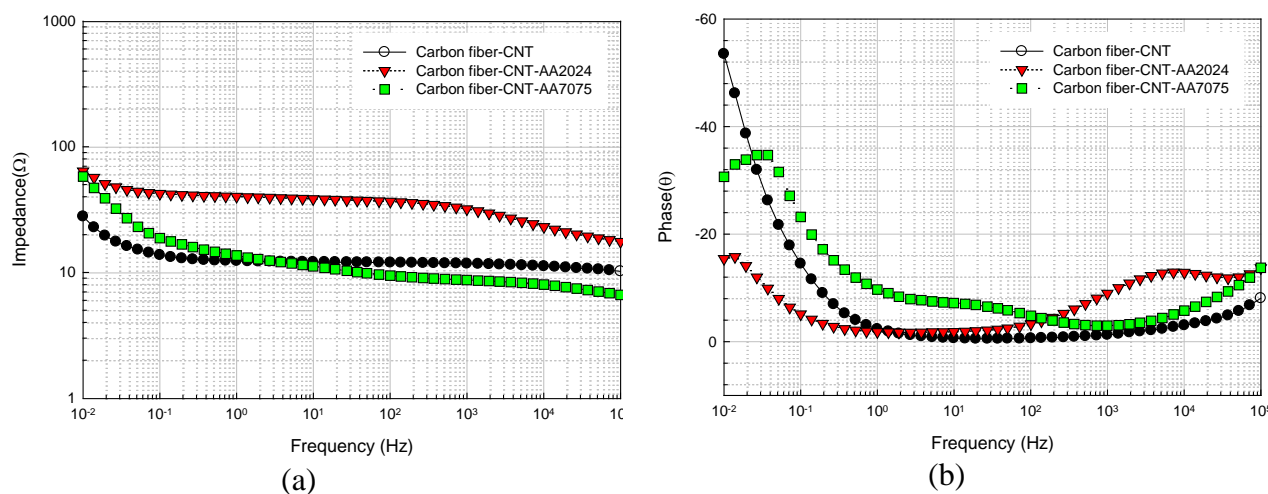 1000
100
10
1
Impedance(Ω)
Carbon fiber-CNT
Carbon fiber-CNT-AA2024
Carbon fiber-CNT-AA7075
10-2 10-1 100 101 102 103 104 10
Frequency (Hz)
(a)
-60
-40
-20
0
Phase(θ)
Carbon fiber-CNT
Carbon fiber-CNT-AA2024
Carbon fiber-CNT-AA7075
10-2 10-1 100 101 102 103 104 105
Frequency (Hz)
(b)